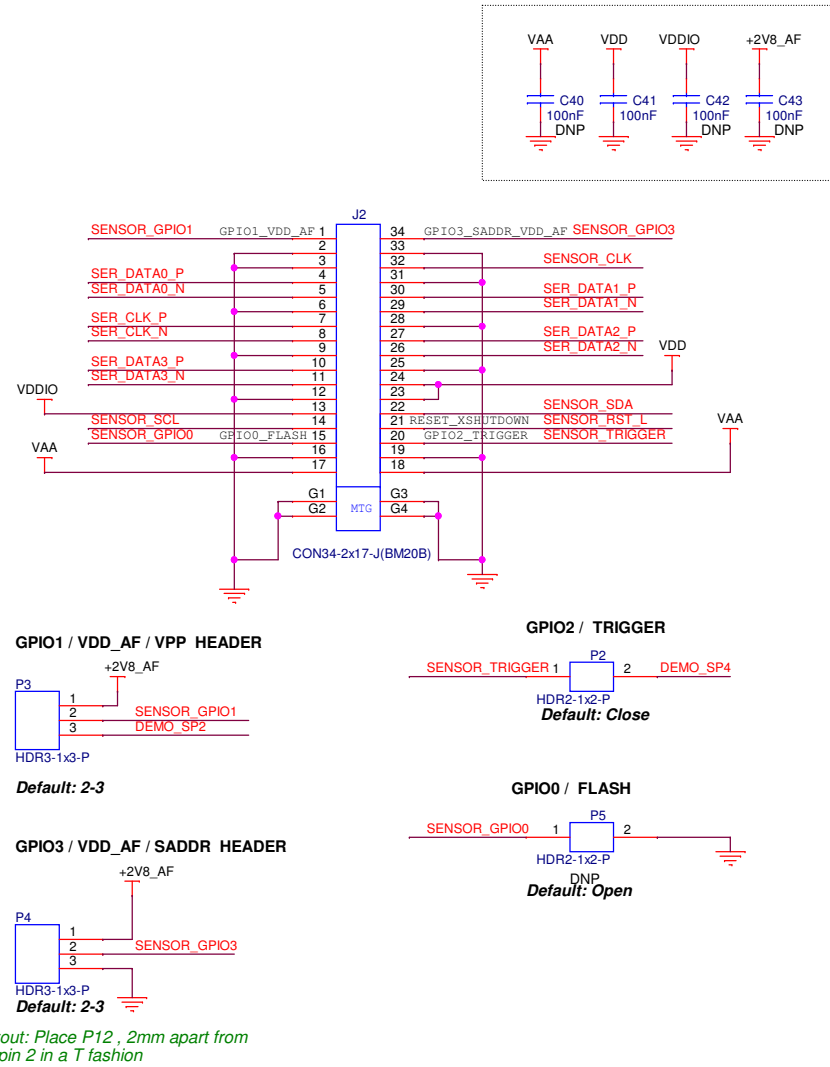 VAA VDD VDDIO +2V8_AF
C40 C41 C42 C43
100nF 100nF 100nF 100nF
DNP DNP DNP
J2
SENSOR_GPIO1 GPIO1_VDD_AF 1 34 GPIO3_SADDR_VDD_AF SENSOR_GPIO3
2 33
3 32 SENSOR_CLK
SER_DATA0_P 4 31
SER_DATA0_N 5 30 SER_DATA1_P
6 29 SER_DATA1_N
SER_CLK_P 7 28
SER_CLK_N 8 27 SER_DATA2_P
9 26 SER_DATA2_N
VDD
SER_DATA3_P 10 25
SER_DATA3_N 11 24
VDDIO
12 23
13 22 SENSOR_SDA
SENSOR_SCL 14 21 RESET_XSHUTDOWN SENSOR_RST_L
VAA
SENSOR_GPIO0 GPIO0_FLASH 15 20 GPIO2_TRIGGER SENSOR_TRIGGER
VAA
16 19
17 18
G1 G3
G2 MTG G4
CON34-2x17-J(BM20B)
GPIO1 / VDD_AF / VPP HEADER
+2V8_AF
P3
1
2 SENSOR_GPIO1
3 DEMO_SP2
HDR3-1x3-P
Default: 2-3
GPIO2 / TRIGGER
P2
SENSOR_TRIGGER 1 2 DEMO_SP4
HDR2-1x2-P
Default: Close
GPIO0 / FLASH
P5
SENSOR_GPIO0 1 2
HDR2-1x2-P
DNP
Default: Open
GPIO3 / VDD_AF / SADDR HEADER
+2V8_AF
P4
1
2 SENSOR_GPIO3
3
HDR3-1x3-P
Default: 2-3
out: Place P12 , 2mm apart from
pin 2 in a T fashion